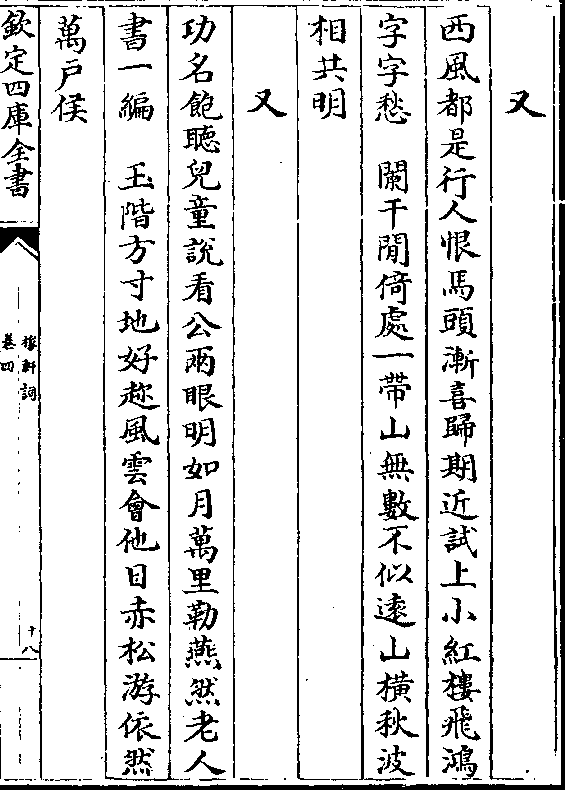 又
西風都是行人恨馬頭漸喜歸期近試上小紅樓飛鴻
字字愁　闌干閒倚處一帶山無數不似遠山橫秋波
相共明
又
功名飽聽兒童說看公兩眼明如月萬里勒燕然老人
書一編　玉階方寸地好趂風雲會他日赤松游依然
萬戸侯
欽定四庫全書
稼軒詞
卷四
十八